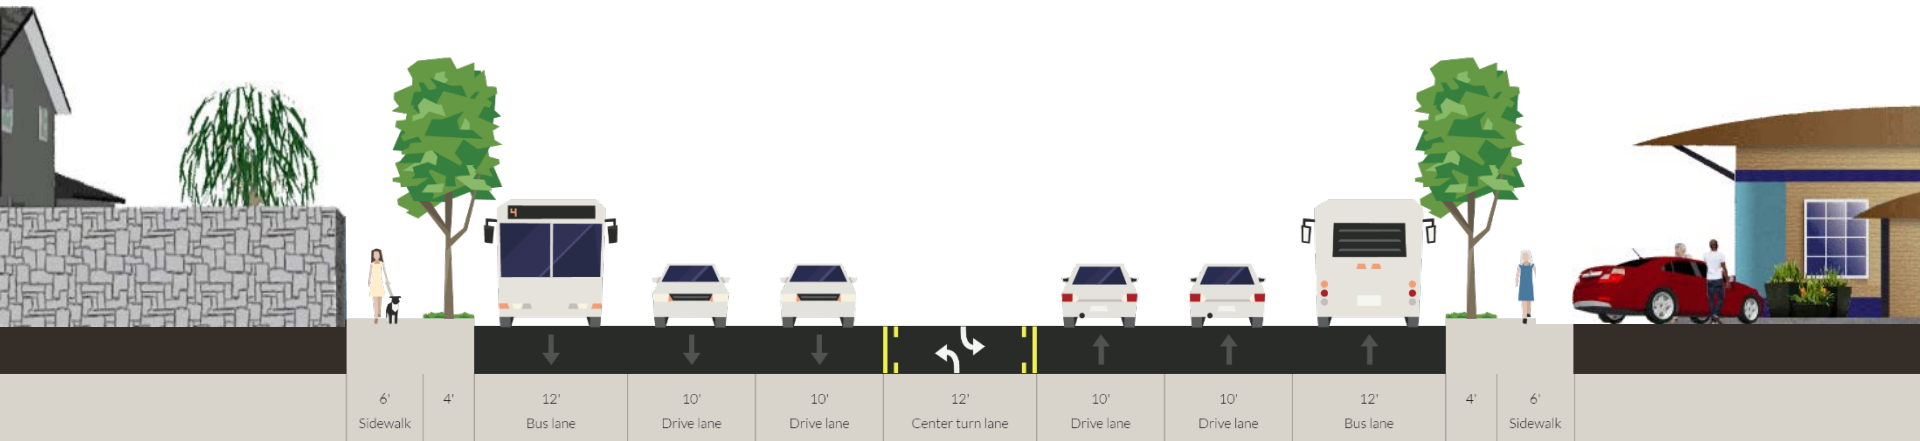 4
6' 4' 12' 10' 10' 12' 10' 10' 12' 4' 6'
Sidewalk Bus lane Drive lane Drive lane Center turn lane Drive lane Drive lane Bus lane Sidewalk